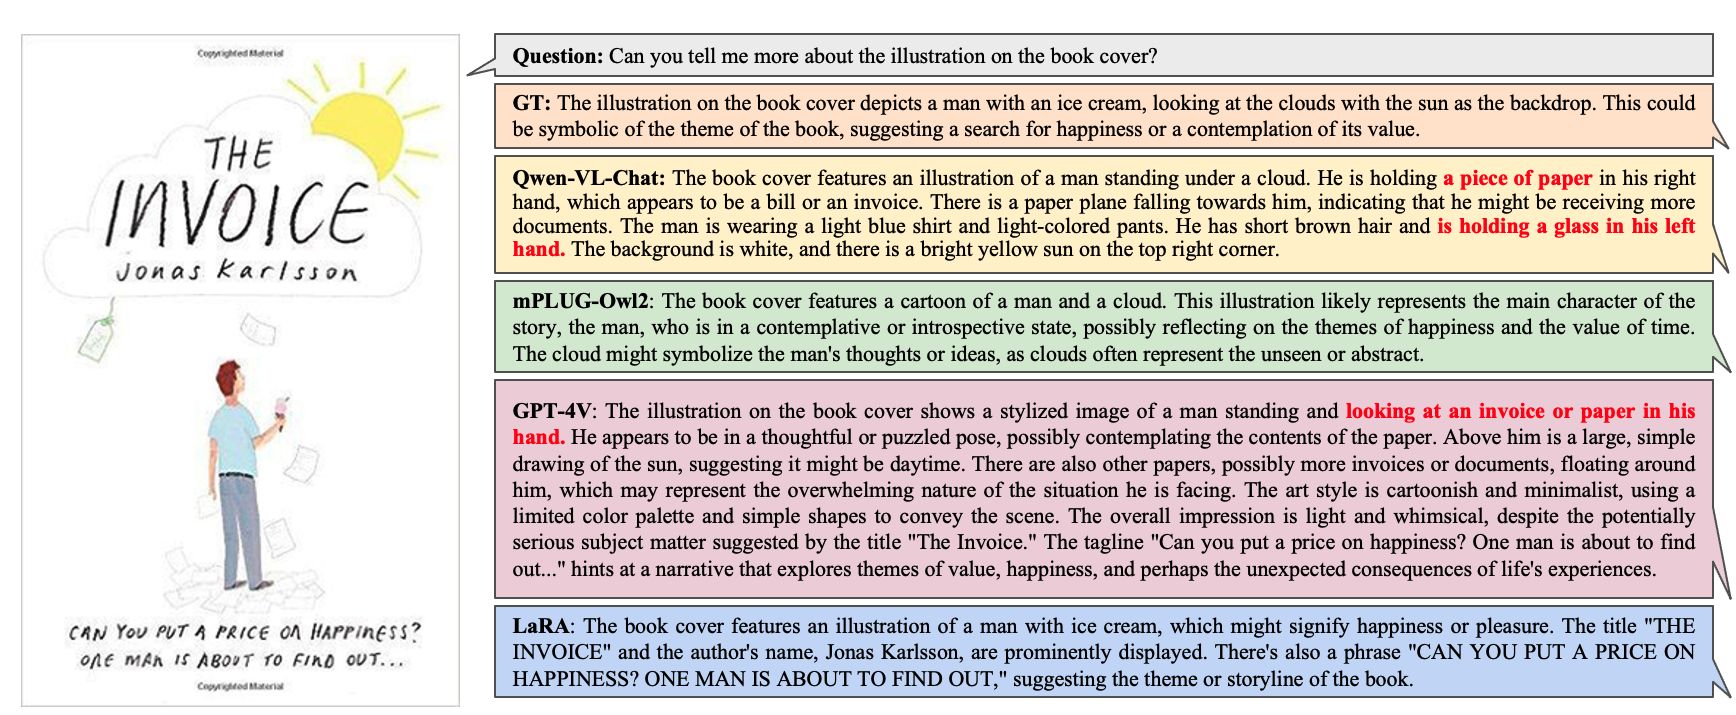 Copyrighted Material
THE
INVOICE
Jonas Karlsson
CAN YOU PUT A PRICE ON HAPPINESS?
ONE MAN IS ABOUT TO FIND OUT...
Copyrighted Material
Question: Can you tell me more about the illustration on the book cover?
GT: The illustration on the book cover depicts a man with an ice cream, looking at the clouds with the sun as the backdrop. This could
be symbolic of the theme of the book, suggesting a search for happiness or a contemplation of its value.
Qwen-VL-Chat: The book cover features an illustration of a man standing under a cloud. He is holding a piece of paper in his right
hand, which appears to be a bill or an invoice. There is a paper plane falling towards him, indicating that he might be receiving more
documents. The man is wearing a light blue shirt and light-colored pants. He has short brown hair and is holding a glass in his left
hand. The background is white, and there is a bright yellow sun on the top right corner.
mPLUG-Owl2: The book cover features a cartoon of a man and a cloud. This illustration likely represents the main character of the
story, the man, who is in a contemplative or introspective state, possibly reflecting on the themes of happiness and the value of time.
The cloud might symbolize the man's thoughts or ideas, as clouds often represent the unseen or abstract.
GPT-4V: The illustration on the book cover shows a stylized image of a man standing and looking at an invoice or paper in his
hand. He appears to be in a thoughtful or puzzled pose, possibly contemplating the contents of the paper. Above him is a large, simple
drawing of the sun, suggesting it might be daytime. There are also other papers, possibly more invoices or documents, floating around
him, which may represent the overwhelming nature of the situation he is facing. The art style is cartoonish and minimalist, using a
limited color palette and simple shapes to convey the scene. The overall impression is light and whimsical, despite the potentially
serious subject matter suggested by the title "The Invoice." The tagline "Can you put a price on happiness? One man is about to find
out..." hints at a narrative that explores themes of value, happiness, and perhaps the unexpected consequences of life's experiences.
LaRA: The book cover features an illustration of a man with ice cream, which might signify happiness or pleasure. The title "THE
INVOICE" and the author's name, Jonas Karlsson, are prominently displayed. There's also a phrase "CAN YOU PUT A PRICE ON
HAPPINESS? ONE MAN IS ABOUT TO FIND OUT," suggesting the theme or storyline of the book.